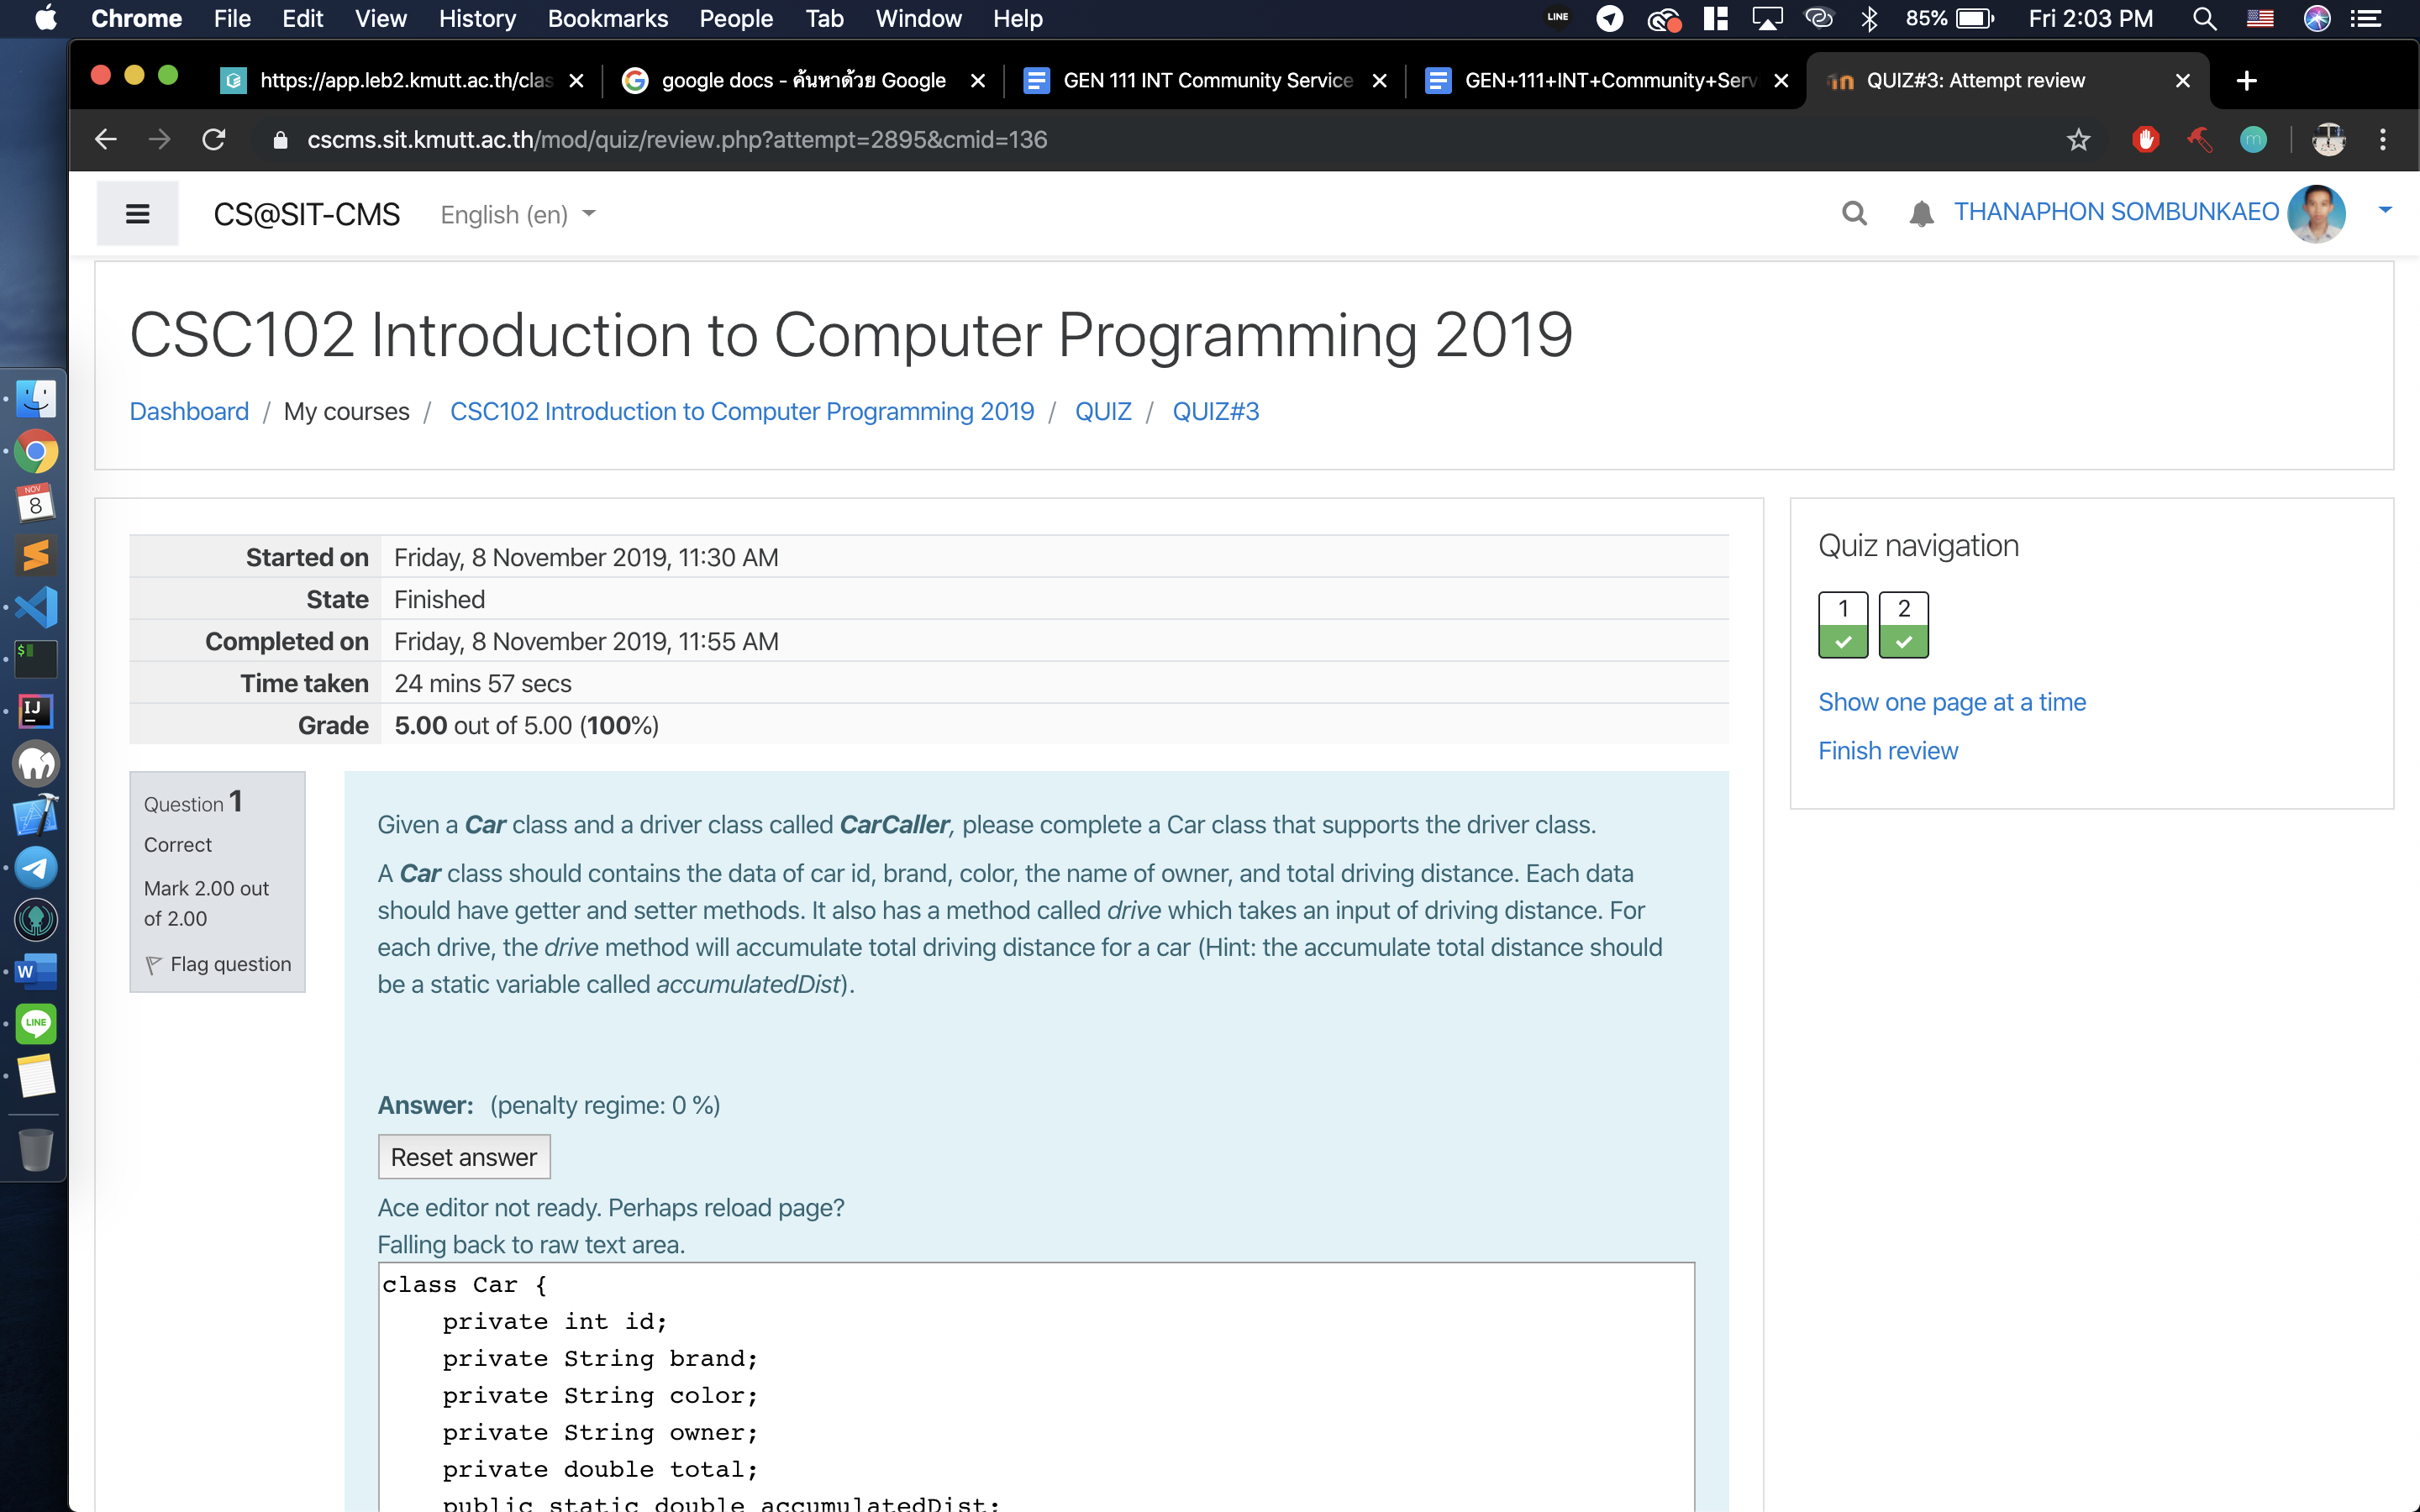 Chrome File Edit View History Bookmarks People Tab Window Help
LINE 85% Fri 2:03 PM
https://app.leb2.kmutt.ac.th/clas
google docs - ค้นหาด้วย Google
GEN 111 INT Community Service
GEN+111+INT+Community+Serv
QUIZ#3: Attempt review
cscms.sit.kmutt.ac.th/mod/quiz/review.php?attempt=2895&cmid=136
m
CS@SIT-CMS English (en) THANAPHON SOMBUNKAEO
CSC102 Introduction to Computer Programming 2019
Dashboard / My courses / CSC102 Introduction to Computer Programming 2019 / QUIZ / QUIZ#3
NOV
8
$
IJ
W
LINE
Started on Friday, 8 November 2019, 11:30 AM
State Finished
Completed on Friday, 8 November 2019, 11:55 AM
Time taken 24 mins 57 secs
Grade 5.00 out of 5.00 (100%)
Quiz navigation
1 2
Show one page at a time
Finish review
Question 1
Correct
Mark 2.00 out
of 2.00
Flag question
Given a Car class and a driver class called CarCaller, please complete a Car class that supports the driver class.
A Car class should contains the data of car id, brand, color, the name of owner, and total driving distance. Each data
should have getter and setter methods. It also has a method called drive which takes an input of driving distance. For
each drive, the drive method will accumulate total driving distance for a car (Hint: the accumulate total distance should
be a static variable called accumulatedDist).
Answer: (penalty regime: 0 %)
Reset answer
Ace editor not ready. Perhaps reload page?
Falling back to raw text area.
class Car {
private int id;
private String brand;
private String color;
private String owner;
private double total;
public static double accumulatedDist;